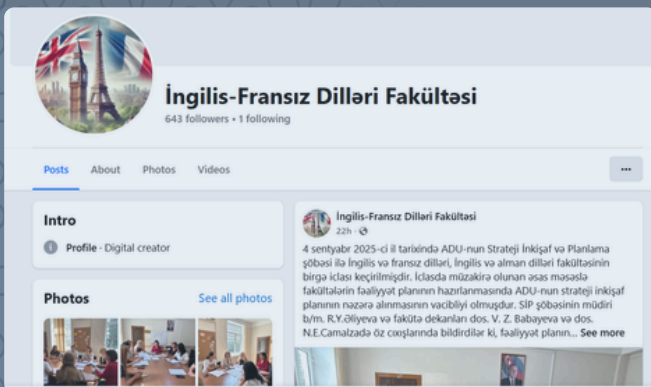 İngilis-Fransız Dilləri Fakültəsi
643 followers • 1 following
Posts
About
Photos
Videos
Intro
Profile · Digital creator
Photos
See all photos
İngilis-Fransız Dilləri Fakültəsi
22h ·
4 sentyabr 2025-ci il tarixində ADU-nun Strateji İnkişaf və Planlama
şöbəsi ilə İngilis və fransız dilləri, İngilis və alman dilləri fakültəsinin
birgə iclası keçirilmişdir. İclasda müzakirə olunan əsas məsəslə
fakültələrin fəaliyyət planının hazırlanmasında ADU-nun strateji inkişaf
planının nəzərə alınmasının vacibliyi olmuşdur. SİP şöbəsinin müdiri
b/m. R.Y.Əliyeva və fakütə dekanları dos. V. Z. Babayeva və dos.
N.E.Camalzadə öz çıxışlarında bildirdilər ki, fəaliyyət planın... See more